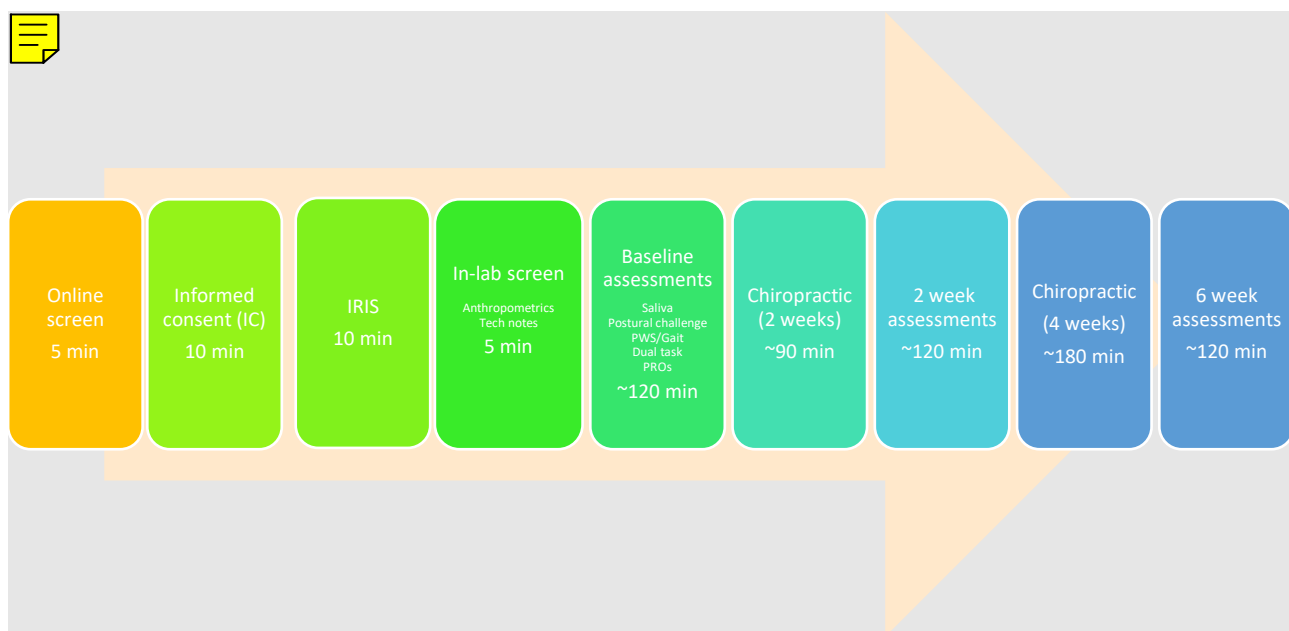 Online
screen
5 min
Informed
consent (IC)
10 min
IRIS
10 min
In-lab screen
Anthropometrics
Tech notes
5 min
Baseline
assessments
Saliva
Postural challenge
PWS/Gait
Dual task
PROs
~120 min
Chiropractic
(2 weeks)
~90 min
2 week
assessments
~120 min
Chiropractic
(4 weeks)
~180 min
6 week
assessments
~120 min